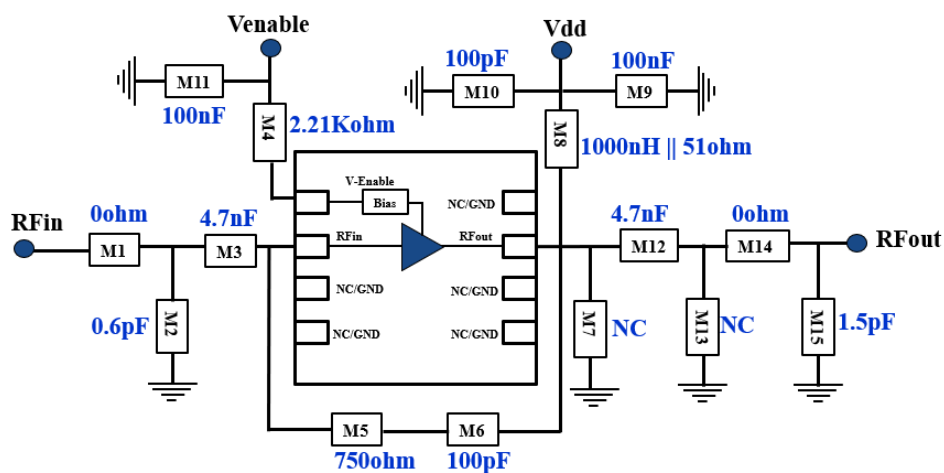 Venable
Vdd
100pF
100nF
M11
M10
M9
100nF
M4
2.21Kohm
M8
1000nH || 51ohm
V-Enable
Bias
NC/GND
0ohm
4.7nF
4.7nF
0ohm
RFin
M1
M3
RFin
RFout
M12
M14
RFout
NC/GND
NC/GND
0.6pF
M2
NC/GND
NC/GND
M7
NC
M13
NC
M15
1.5pF
M5
M6
750ohm
100pF